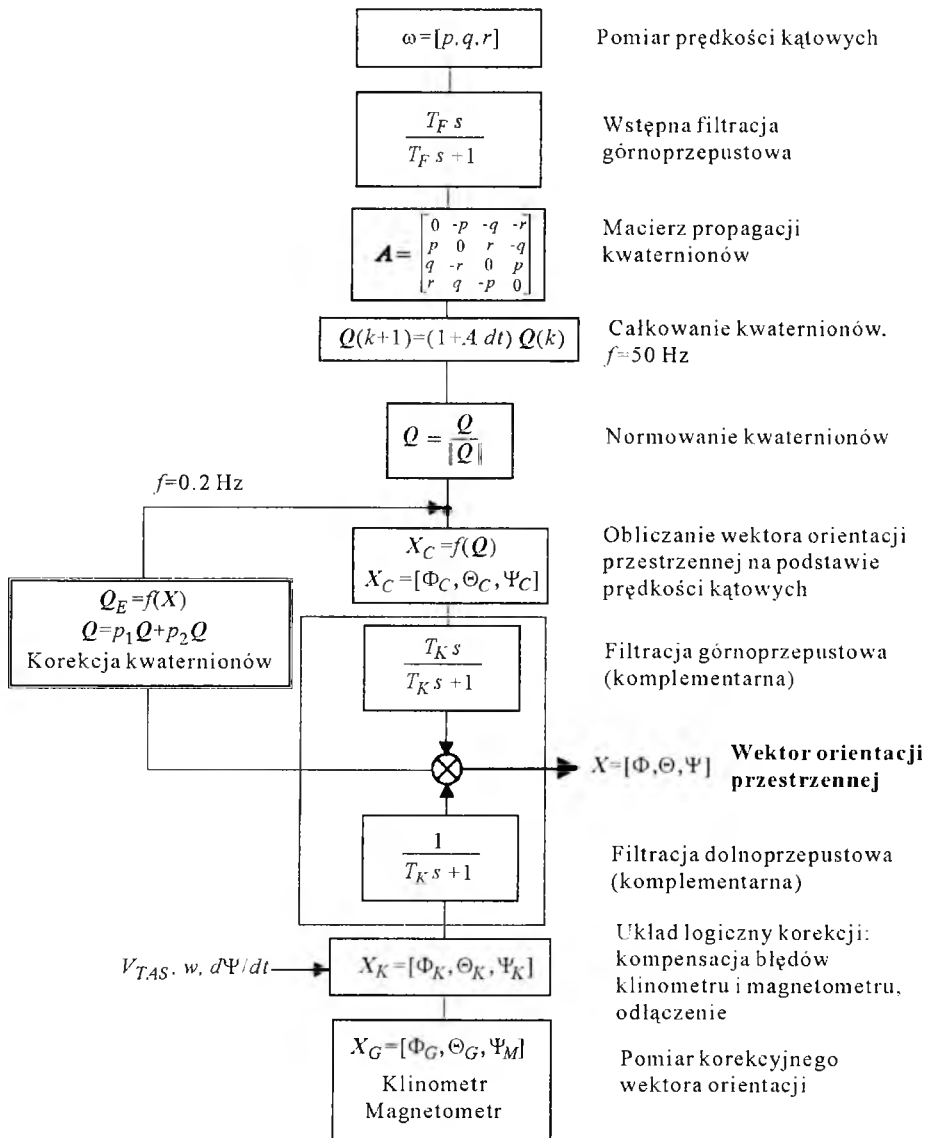 ω=[p,q,r]
Pomiar prędkości kątowych
T_F s
T_F s +1
Wstępna filtracja
górnoprzepustowa
A=
0 -p -q -r
p 0 r -q
q -r 0 p
r q -p 0
Macierz propagacji
kwaternionów
Q(k+1)=(1+A dt) Q(k)
Całkowanie kwaternionów.
f=50 Hz
Q = Q
‖Q‖
Normowanie kwaternionów
f=0.2 Hz
X_C=f(Q)
X_C=[Φ_C,Θ_C,Ψ_C]
Obliczanie wektora orientacji
przestrzennej na podstawie
prędkości kątowych
Q_E=f(X)
Q=p_1Q+p_2Q
Korekcja kwaternionów
T_K s
T_K s +1
Filtracja górnoprzepustowa
(komplementarna)
X=[Φ,Θ,Ψ]
Wektor orientacji
przestrzennej
1
T_K s +1
Filtracja dolnoprzepustowa
(komplementarna)
V_TAS. w, dΨ/dt
X_K=[Φ_K,Θ_K,Ψ_K]
Układ logiczny korekcji:
kompensacja błędów
klinometru i magnetometru,
odłączenie
X_G=[Φ_G,Θ_G,Ψ_M]
Klinometr
Magnetometr
Pomiar korekcyjnego
wektora orientacji